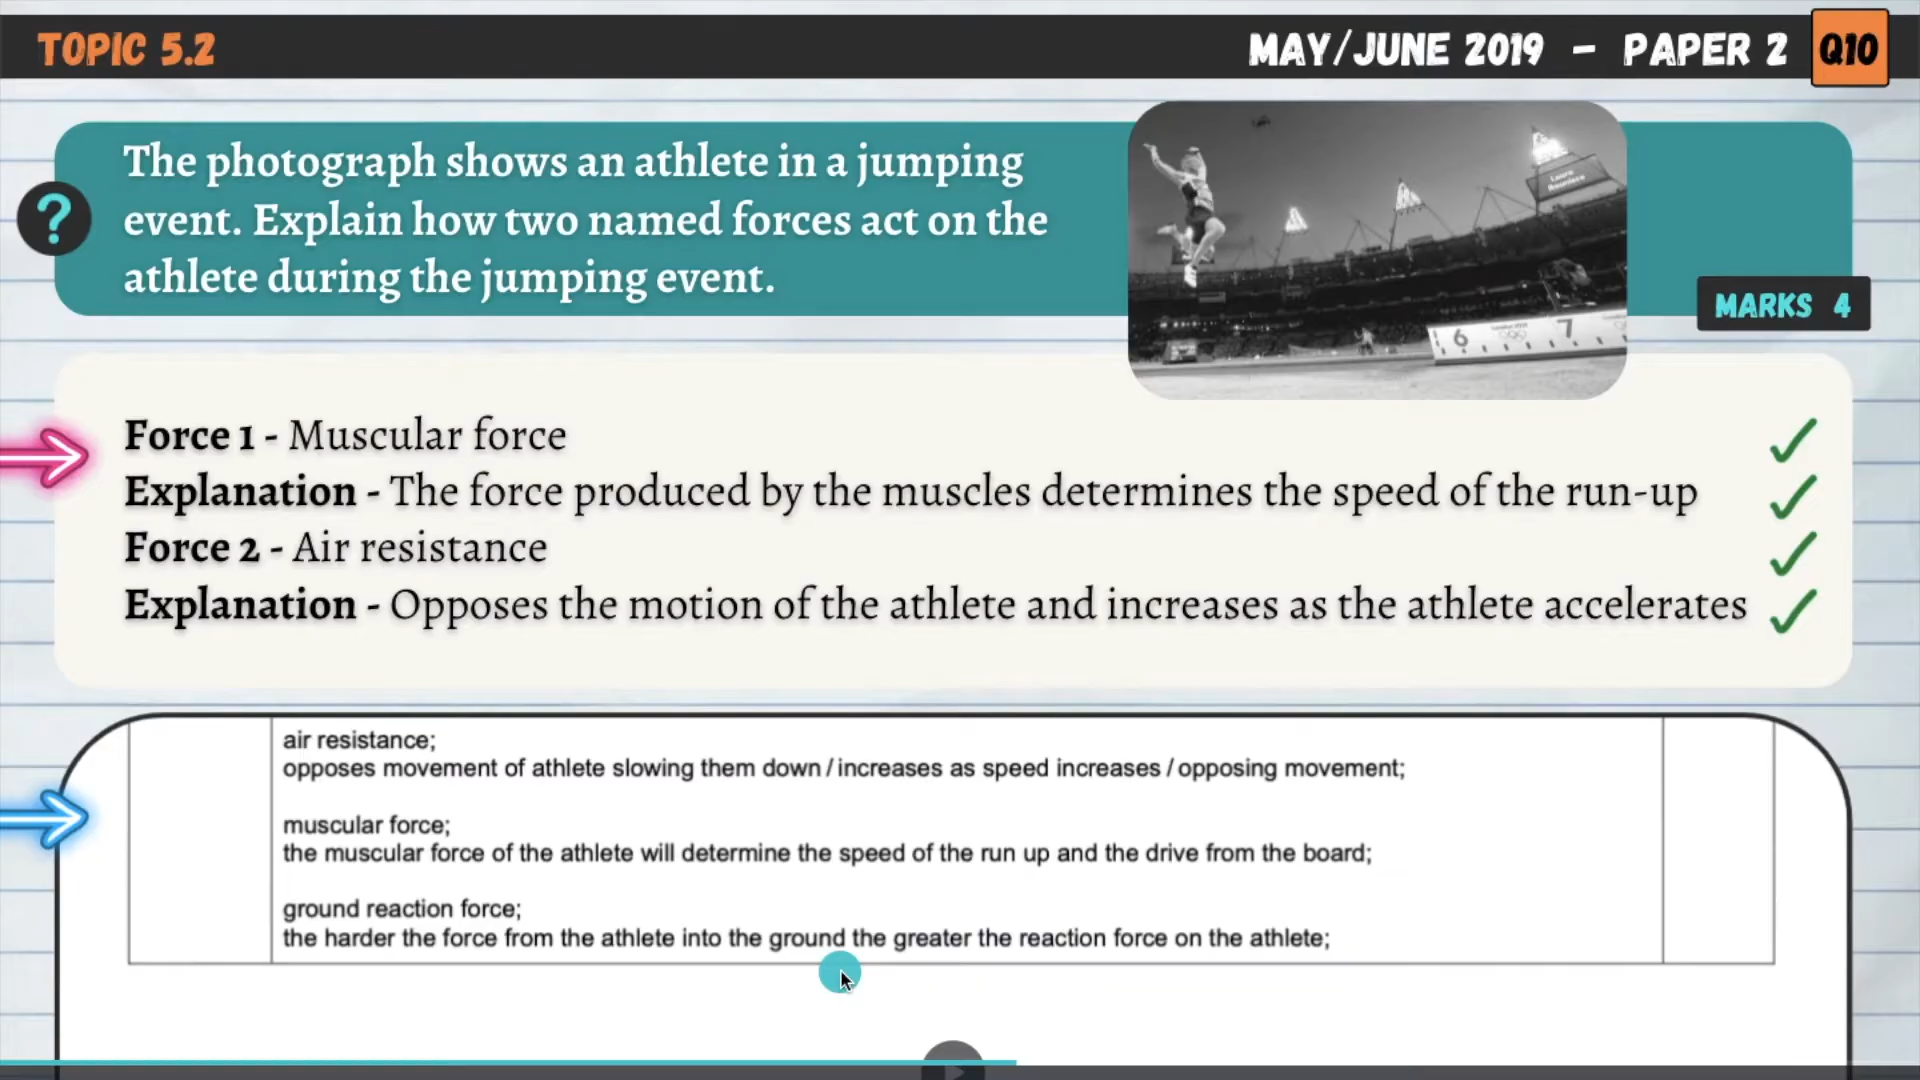 TOPIC 5.2
MAY/JUNE 2019 - PAPER 2 Q10
?
The photograph shows an athlete in a jumping
event. Explain how two named forces act on the
athlete during the jumping event.
6 7
MARKS 4
Force 1 - Muscular force
Explanation - The force produced by the muscles determines the speed of the run-up
Force 2 - Air resistance
Explanation - Opposes the motion of the athlete and increases as the athlete accelerates
air resistance;
opposes movement of athlete slowing them down / increases as speed increases / opposing movement;
muscular force;
the muscular force of the athlete will determine the speed of the run up and the drive from the board;
ground reaction force;
the harder the force from the athlete into the ground the greater the reaction force on the athlete;